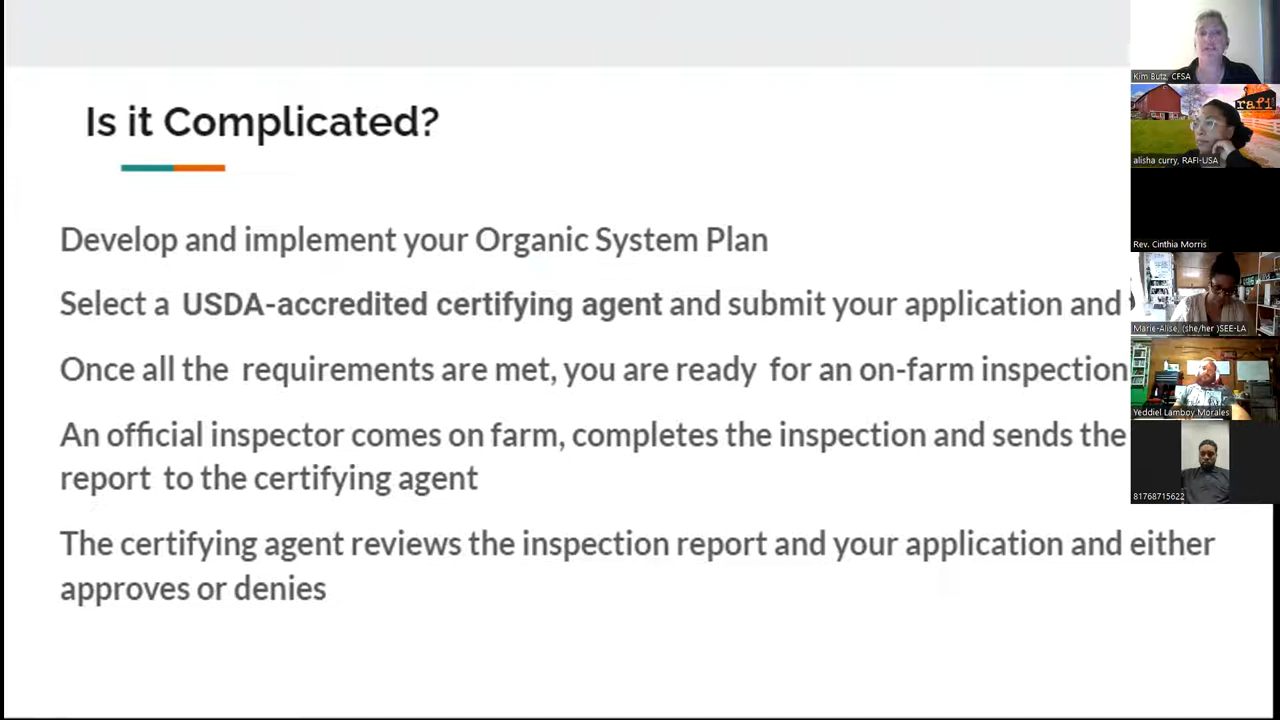 Is it Complicated?
Develop and implement your Organic System Plan
Select a USDA-accredited certifying agent and submit your application and
Once all the requirements are met, you are ready for an on-farm inspection
An official inspector comes on farm, completes the inspection and sends the
report to the certifying agent
The certifying agent reviews the inspection report and your application and either
approves or denies
Kim Butz, CFSA
rafi
alisha curry, RAFI-USA
Rev. Cinthia Morris
Marie-Alise, (she/her )SEE-LA
Yeddiel Lamboy Morales
81768715622